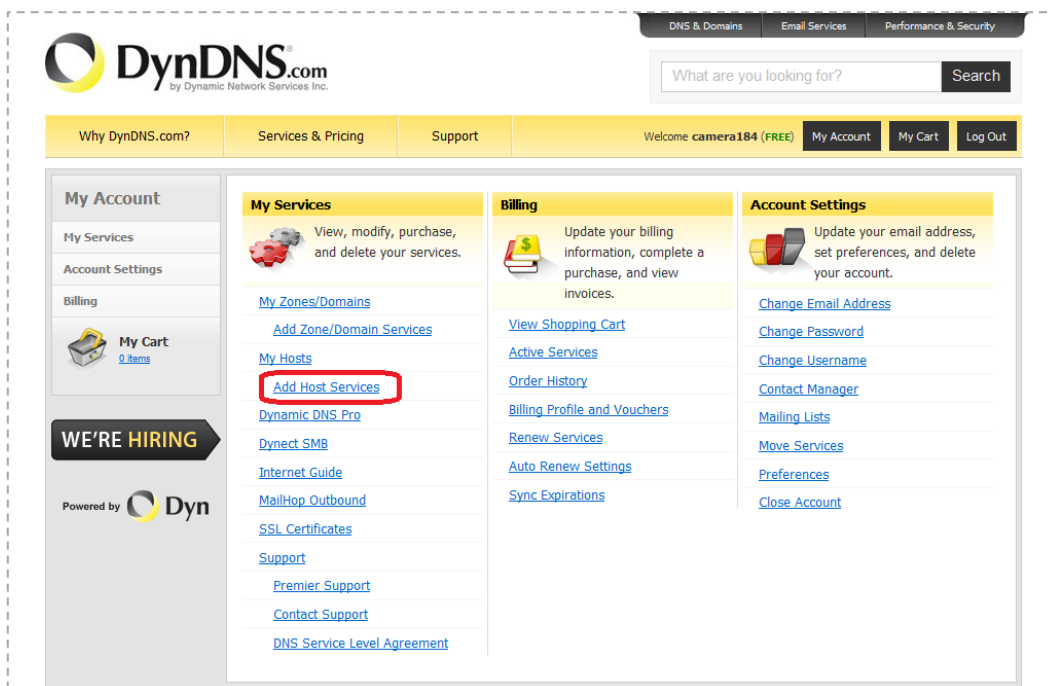 DNS & Domains
Email Services
Performance & Security
DynDNS.com
by Dynamic Network Services Inc.
What are you looking for?
Search
Why DynDNS.com?
Services & Pricing
Support
Welcome camera184 (FREE)
My Account
My Cart
Log Out
My Account
My Services
Account Settings
Billing
My Cart
0 items
WE'RE HIRING
Powered by Dyn
My Services
View, modify, purchase,
and delete your services.
My Zones/Domains
Add Zone/Domain Services
My Hosts
Add Host Services
Dynamic DNS Pro
Dynect SMB
Internet Guide
MailHop Outbound
SSL Certificates
Support
Premier Support
Contact Support
DNS Service Level Agreement
Billing
Update your billing
information, complete a
purchase, and view
invoices.
View Shopping Cart
Active Services
Order History
Billing Profile and Vouchers
Renew Services
Auto Renew Settings
Sync Expirations
Account Settings
Update your email address,
set preferences, and delete
your account.
Change Email Address
Change Password
Change Username
Contact Manager
Mailing Lists
Move Services
Preferences
Close Account